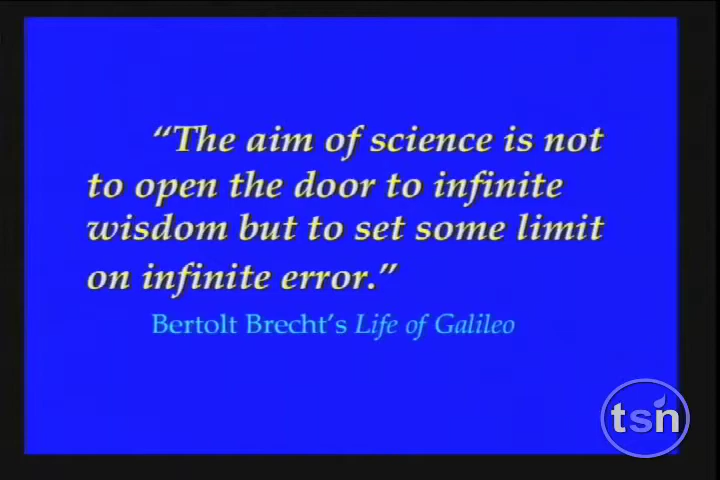 “The aim of science is not
to open the door to infinite
wisdom but to set some limit
on infinite error.”
Bertolt Brecht’s Life of Galileo
tsn